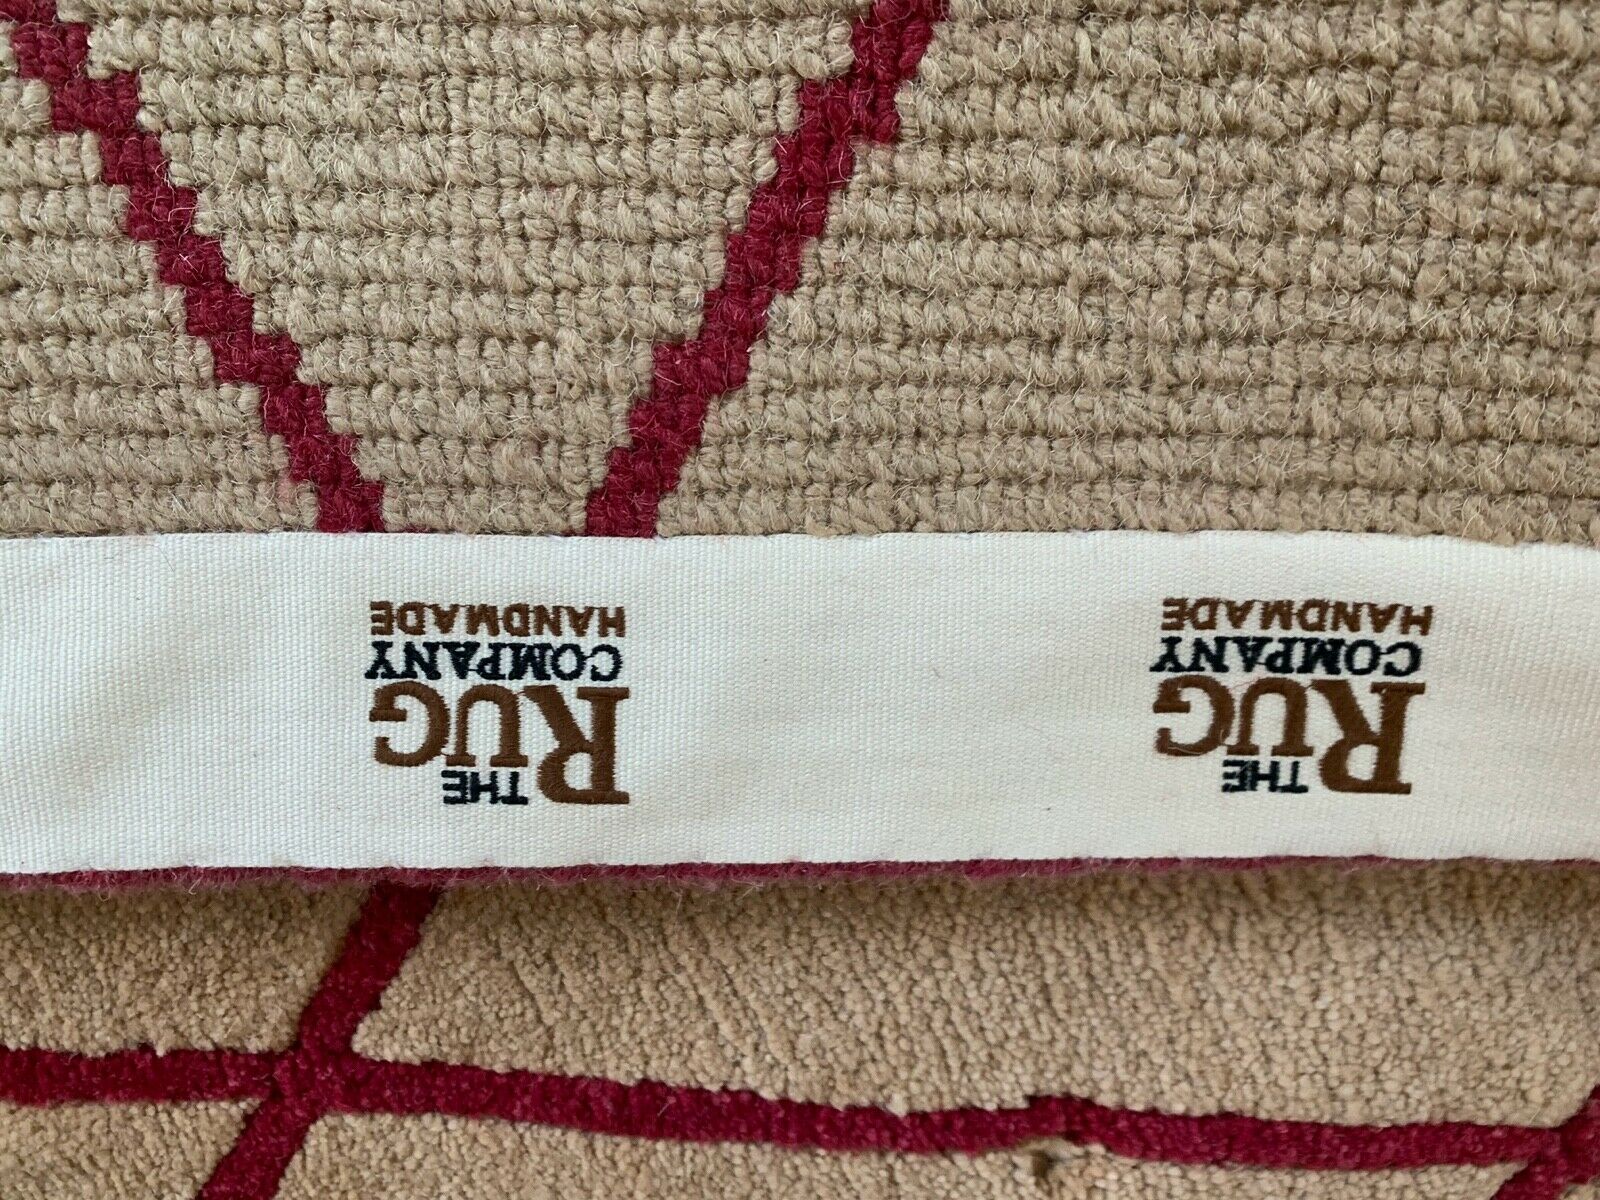 THE
RUG
COMPANY
HANDMADE
THE
RUG
COMPANY
HANDMADE